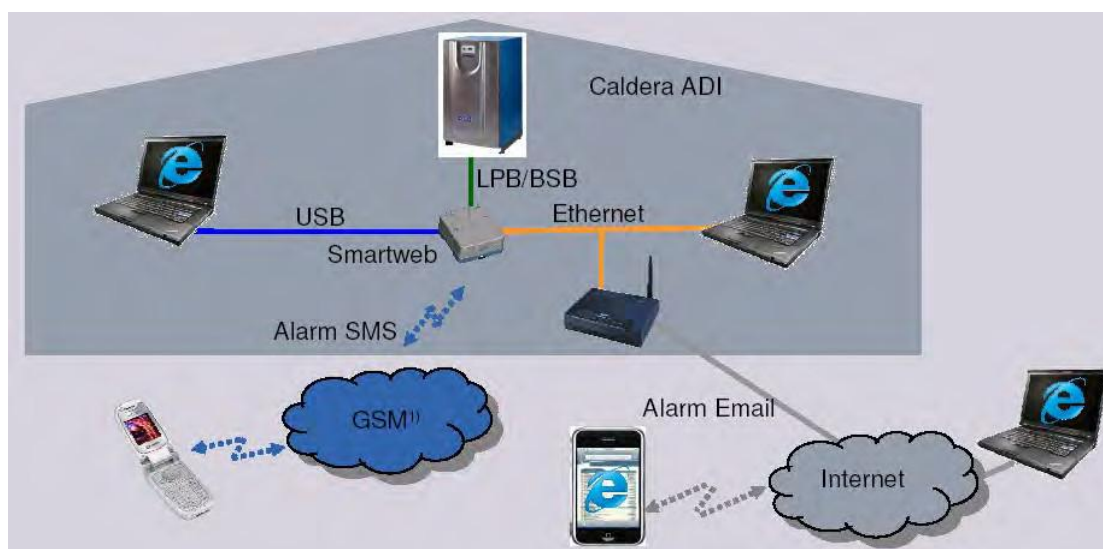 Caldera ADI
LPB/BSB
USB
Ethernet
Smartweb
Alarm SMS
GSM¹⁾
Alarm Email
Internet